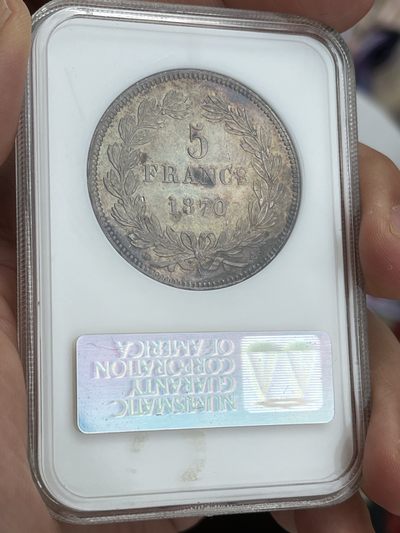 5
FRANCS
1870
NUMISMATIC
GUARANTY
CORPORATION
OF AMERICA